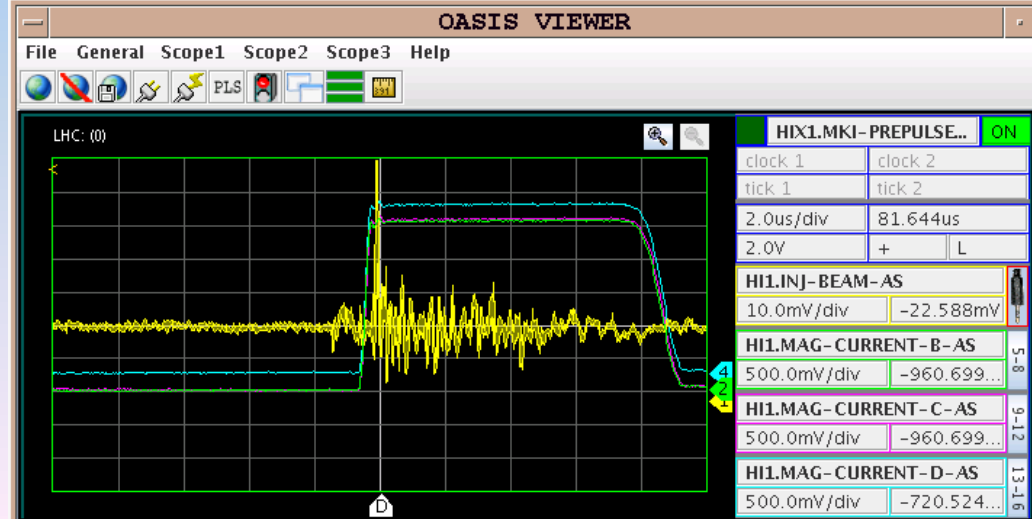 OASIS VIEWER
File General Scope1 Scope2 Scope3 Help
PLS
LHC: (0)
HIX1.MKI-PREPULSE... ON
clock 1 clock 2
tick 1 tick 2
2.0us/div 81.644us
2.0V + L
HI1.INJ-BEAM-AS
10.0mV/div -22.588mV
HI1.MAG-CURRENT-B-AS
500.0mV/div -960.699...
5-8
HI1.MAG-CURRENT-C-AS
500.0mV/div -960.699...
9-12
HI1.MAG-CURRENT-D-AS
500.0mV/div -720.524...
13-16
4
2
1
D